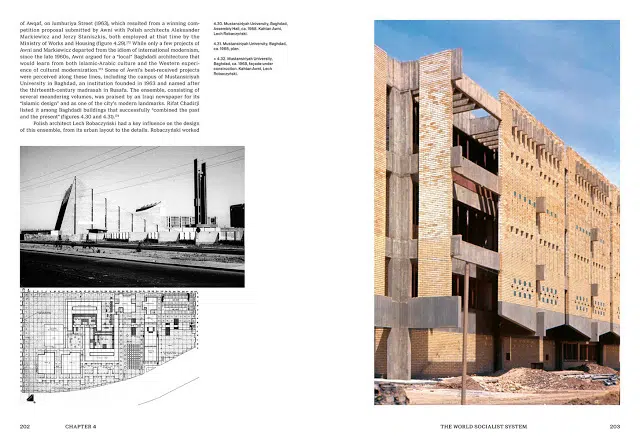 of Awqaf, on Jumhuriya Street (1963), which resulted from a winning com-
petition proposal submitted by Awni with Polish architects Aleksander
Markiewicz and Jerzy Staniszkis, both employed at that time by the
Ministry of Works and Housing (figure 4.29). While only a few projects of
Awni and Markiewicz departed from the idiom of international modernism,
since the late 1960s, Awni argued for a "local" Baghdadi architecture that
would learn from both Islamic-Arabic culture and the Western experi-
ence of cultural modernization. Some of Awni's best-received projects
were perceived along these lines, including the campus of Mustansiriyah
University in Baghdad, an institution founded in 1963 and named after
the thirteenth-century madrasah in Rusafa. The ensemble, consisting of
several meandering volumes, was praised by an Iraqi newspaper for its
"Islamic design" and as one of the city's modern landmarks. Rifat Chadirji
listed it among Baghdadi buildings that successfully "combined the past
and the present" (figures 4.30 and 4.31).
Polish architect Lech Robaczyński had a key influence on the design
of this ensemble, from its urban layout to the details. Robaczyński worked
4.30. Mustansiriyah University, Baghdad,
Assembly Hall, ca. 1968. Kahtan Awni,
Lech Robaczyński.
4.31. Mustansiriyah University, Baghdad,
ca. 1969, plan.
4.32. Mustansiriyah University,
Baghdad, ca. 1968, façade under
construction. Kahtan Awni, Lech
Robaczyński.
202 CHAPTER 4
THE WORLD SOCIALIST SYSTEM 203